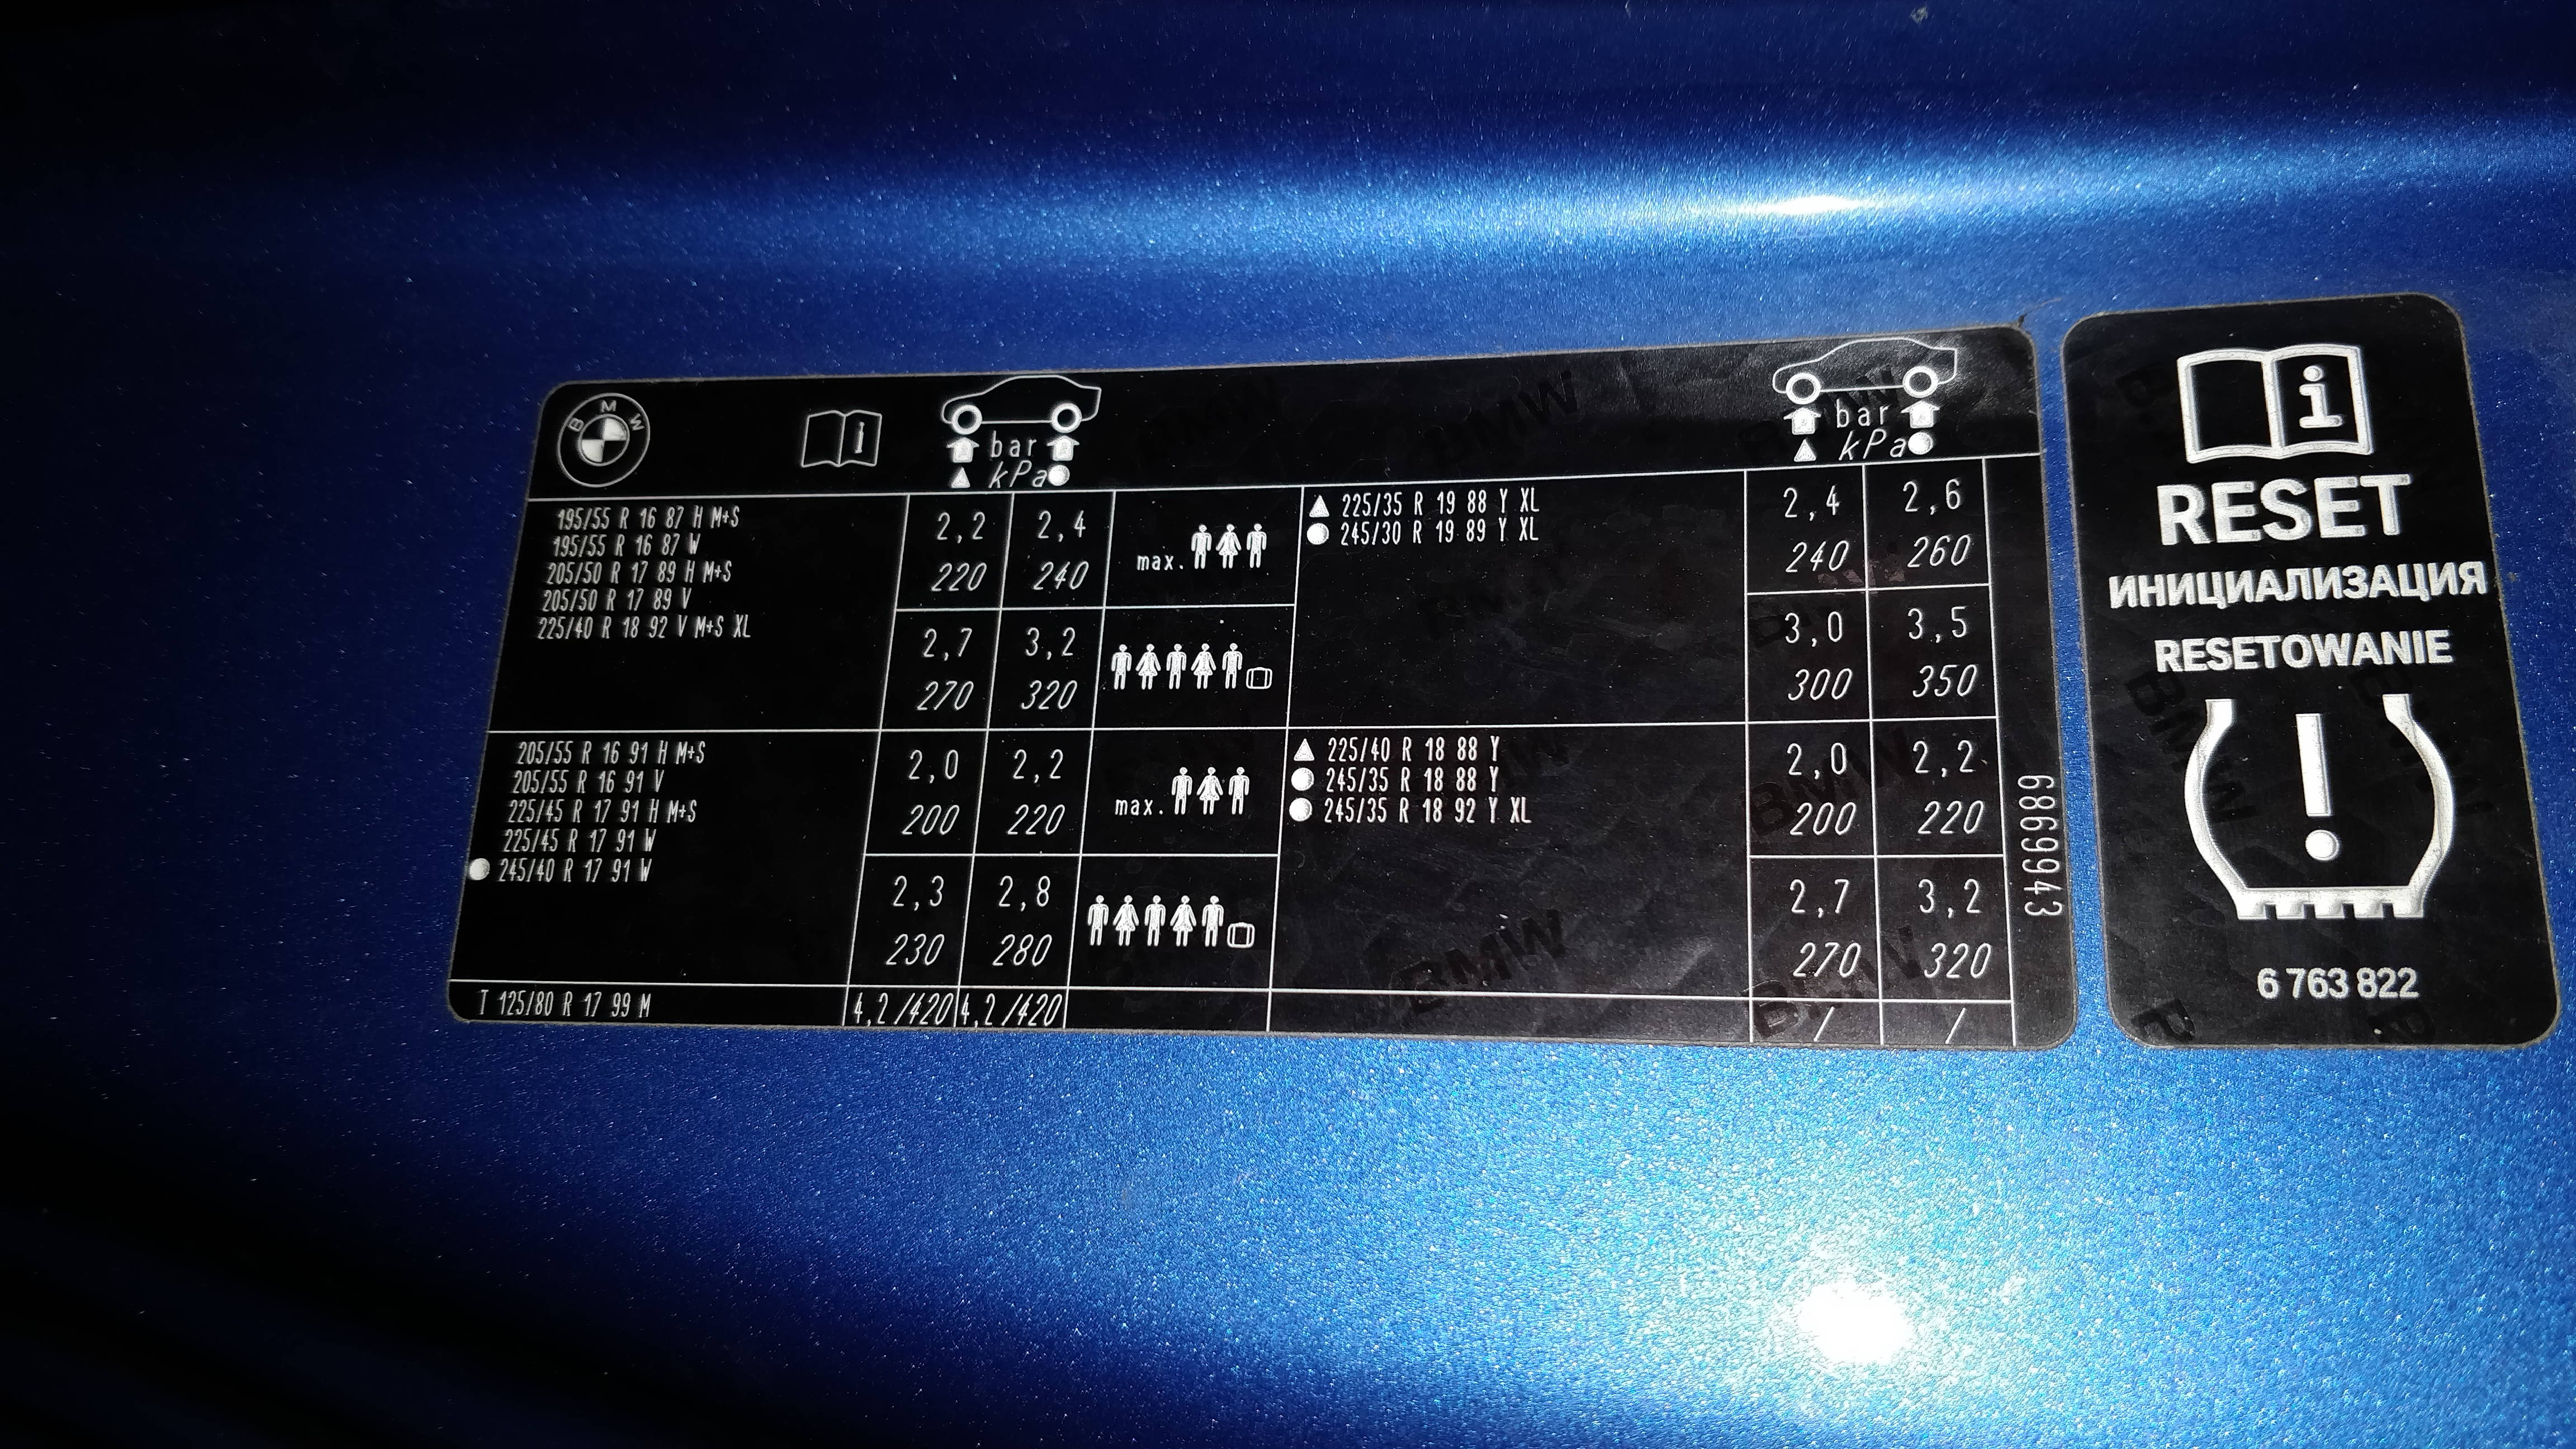 BMW
i
bar
kPa
bar
kPa
195/55 R 16 87 H M+S
195/55 R 16 87 W
205/50 R 17 89 H M+S
205/50 R 17 89 V
225/40 R 18 92 V M+S XL
2,2 2,4
220 240
max.
2,7 3,2
270 320
225/35 R 19 88 Y XL
245/30 R 19 89 Y XL
2,4 2,6
240 260
3,0 3,5
300 350
205/55 R 16 91 H M+S
205/55 R 16 91 V
225/45 R 17 91 H M+S
225/45 R 17 91 W
245/40 R 17 91 W
2,0 2,2
200 220
max.
2,3 2,8
230 280
225/40 R 18 88 Y
245/35 R 18 88 Y
245/35 R 18 92 Y XL
2,0 2,2
200 220
2,7 3,2
270 320
T 125/80 R 17 99 M 4,2/420 4,2/420 / /
6869943
i
RESET
ИНИЦИАЛИЗАЦИЯ
RESETOWANIE
!
6 763 822